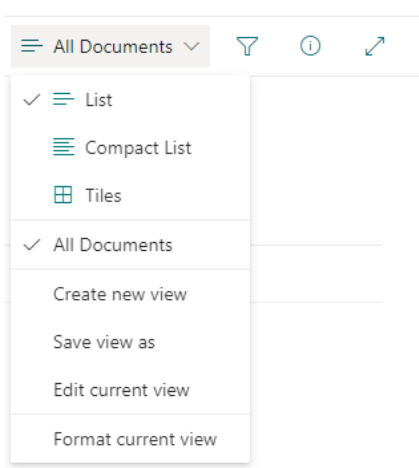 All Documents
List
Compact List
Tiles
All Documents
Create new view
Save view as
Edit current view
Format current view